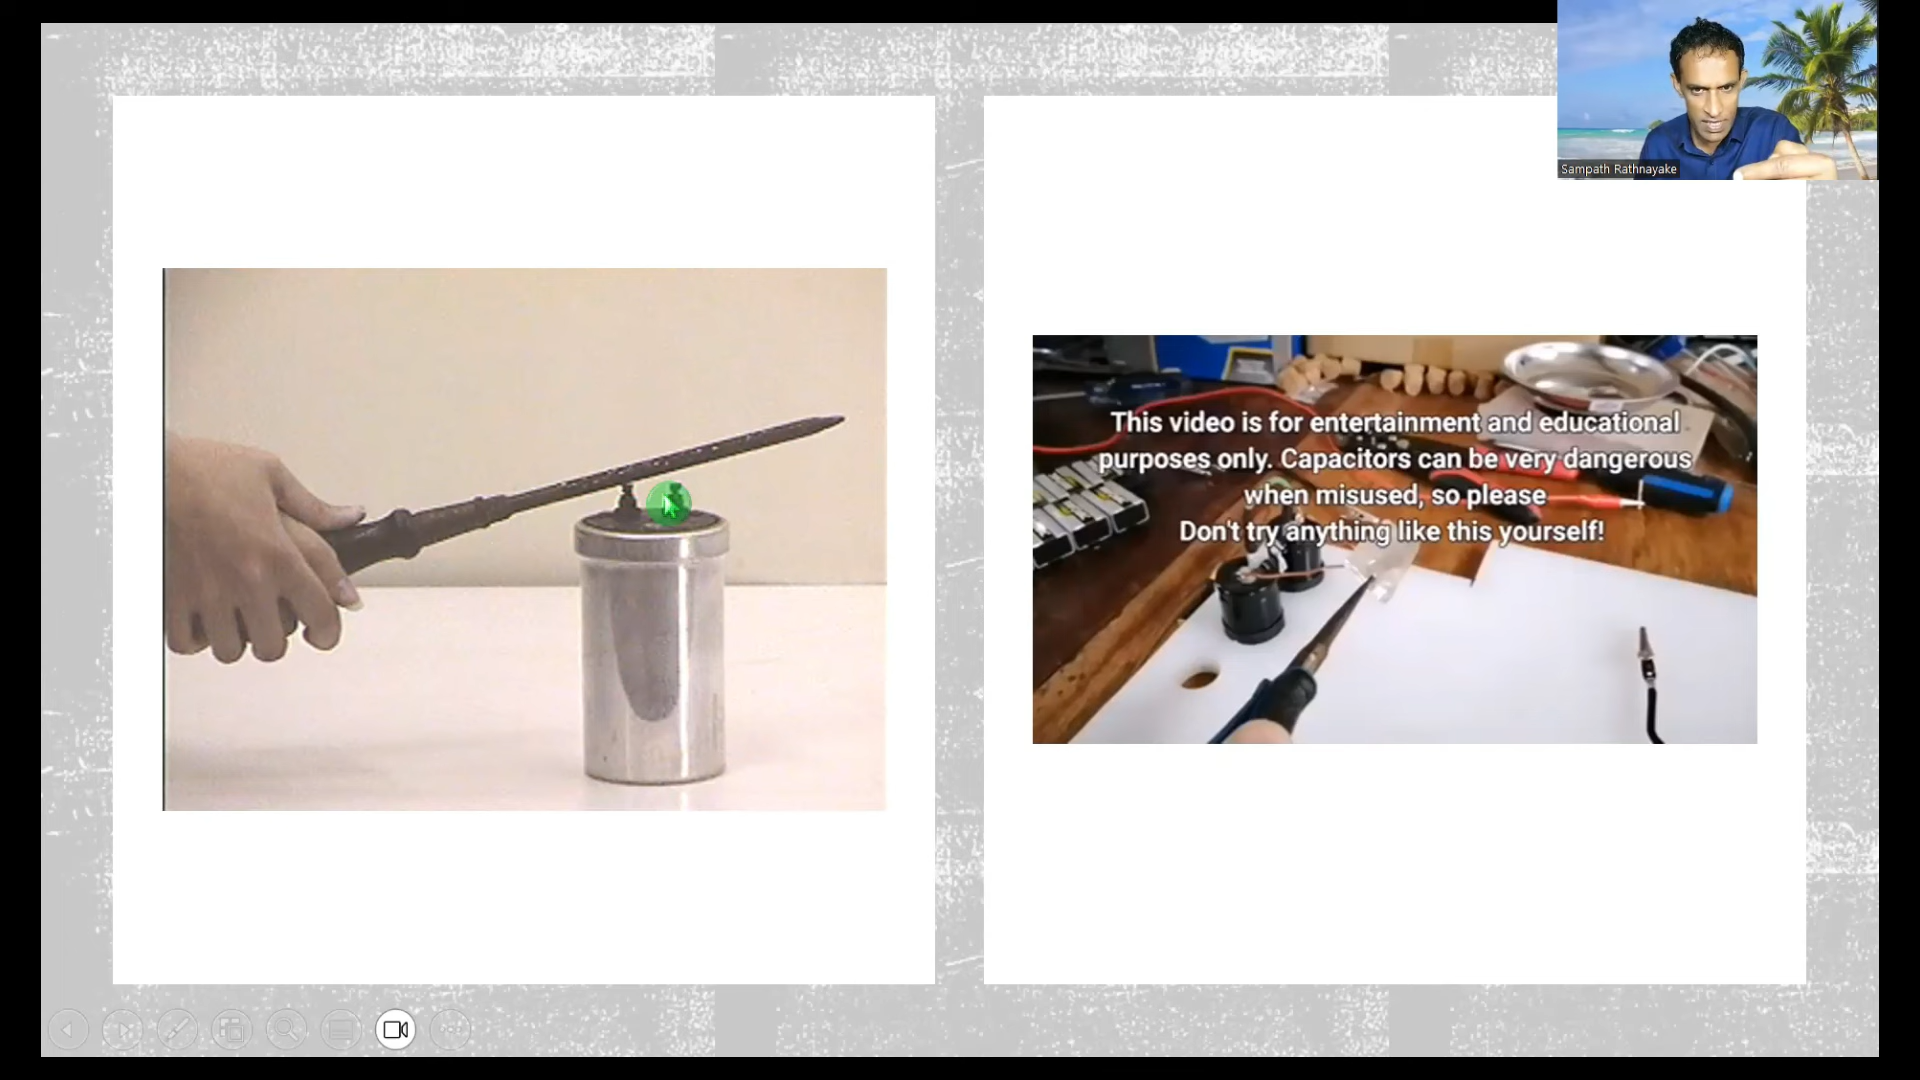 Sampath Rathnayake
This video is for entertainment and educational
purposes only. Capacitors can be very dangerous
when misused, so please
Don't try anything like this yourself!